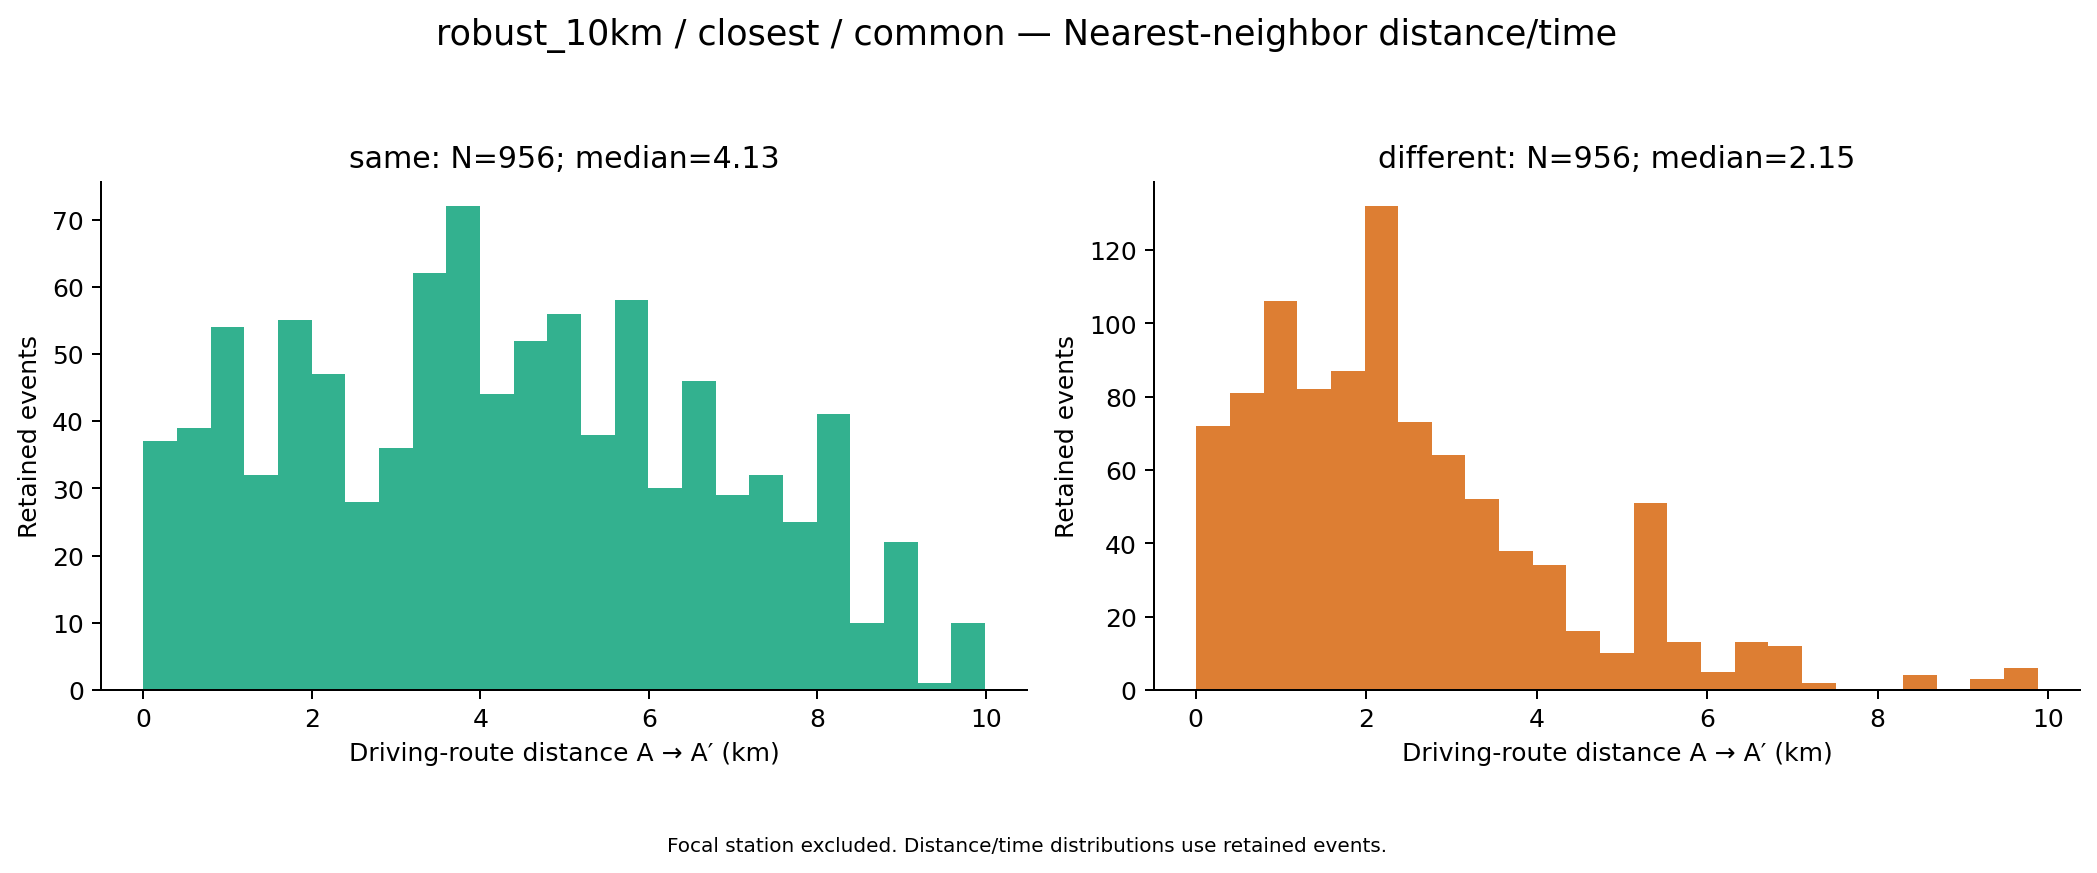 robust_10km / closest / common — Nearest-neighbor distance/time
same: N=956; median=4.13
70
60
50
40
30
20
10
0
Retained events
0 2 4 6 8 10
Driving-route distance A → A′ (km)
different: N=956; median=2.15
120
100
80
60
40
20
0
Retained events
0 2 4 6 8 10
Driving-route distance A → A′ (km)
Focal station excluded. Distance/time distributions use retained events.